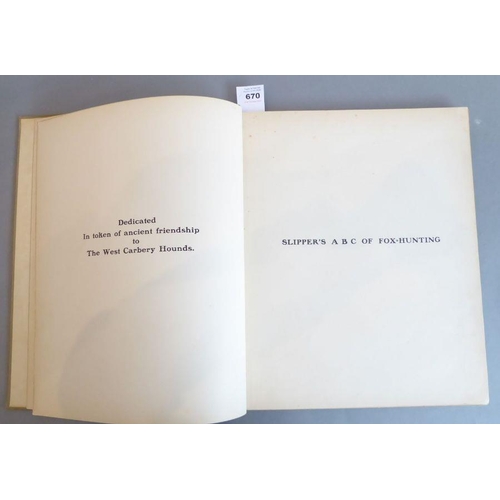 670
Dedicated
In token of ancient friendship
to
The West Carbery Hounds.
SLIPPER'S A B C OF FOX-HUNTING